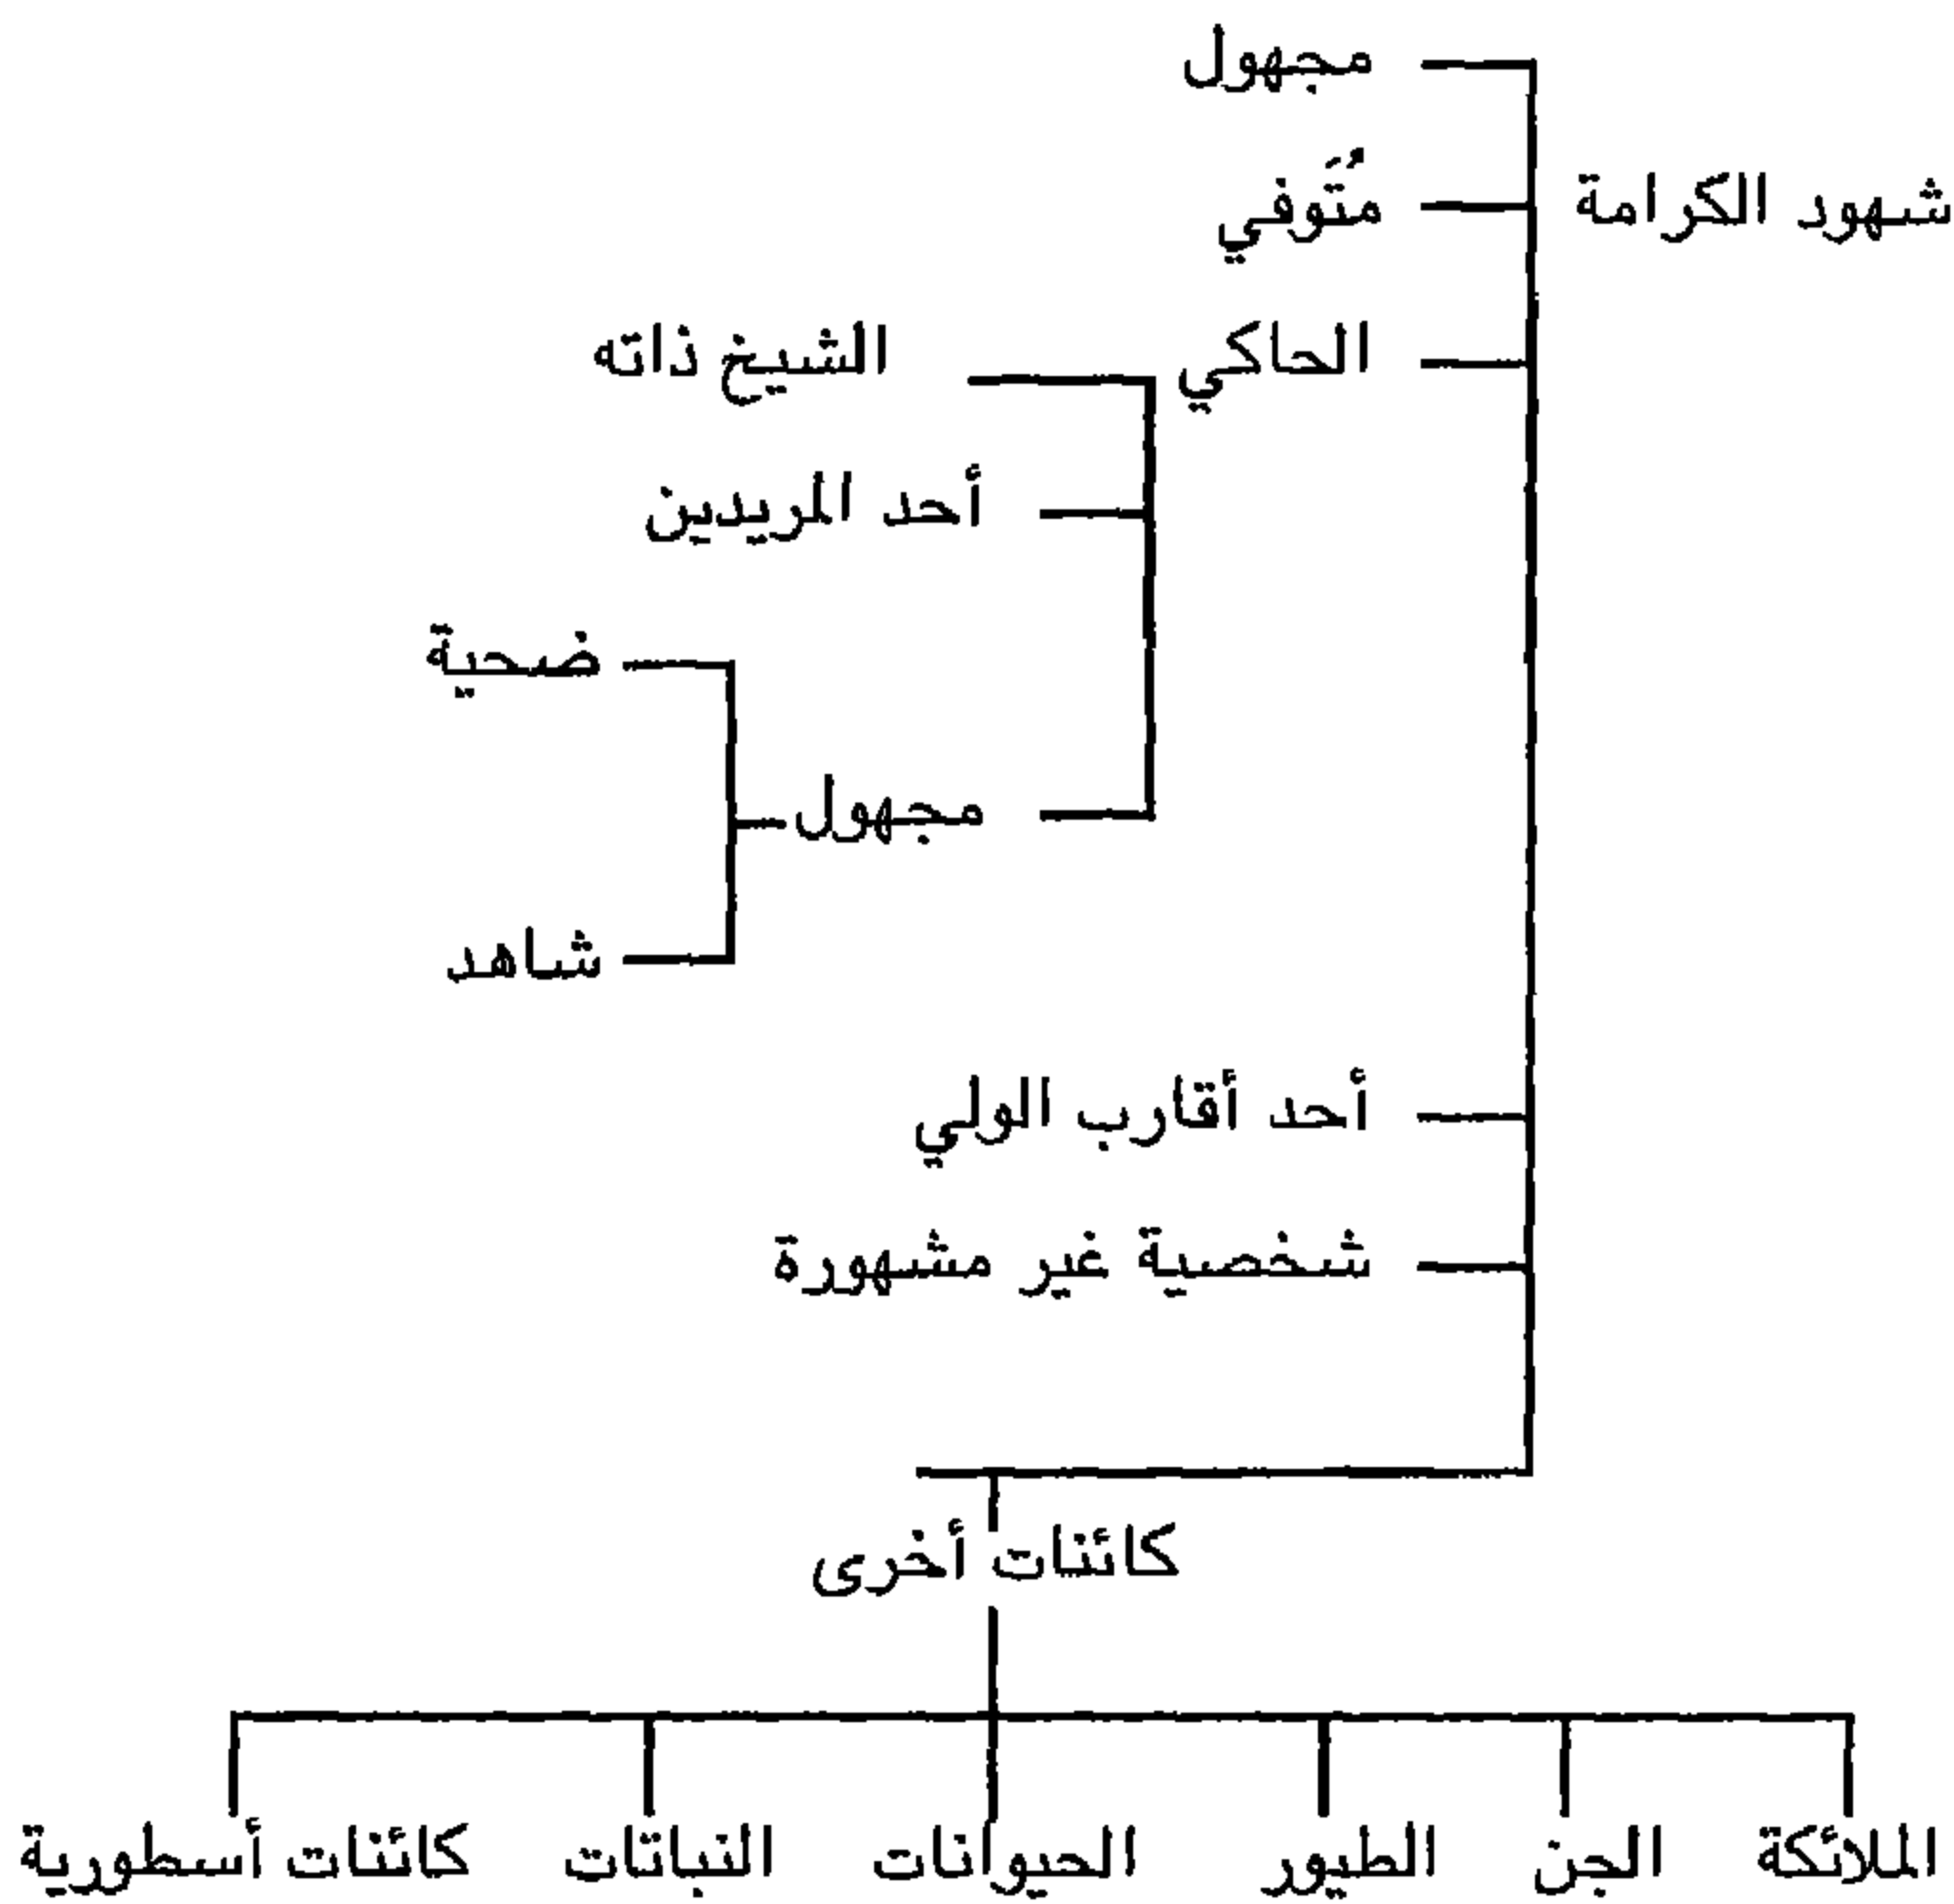 مجهول
شهور الكرامة
مُتَوفي
الحاكي
الشيخ ذاته
أحد المريدين
ضحية
مجهول
شاهد
أحد أقارب الولي
شخصية غير مشهورة
كائنات أخرى
الملائكة الجن الطيور الحيوانات النباتات كائنات أسطورية